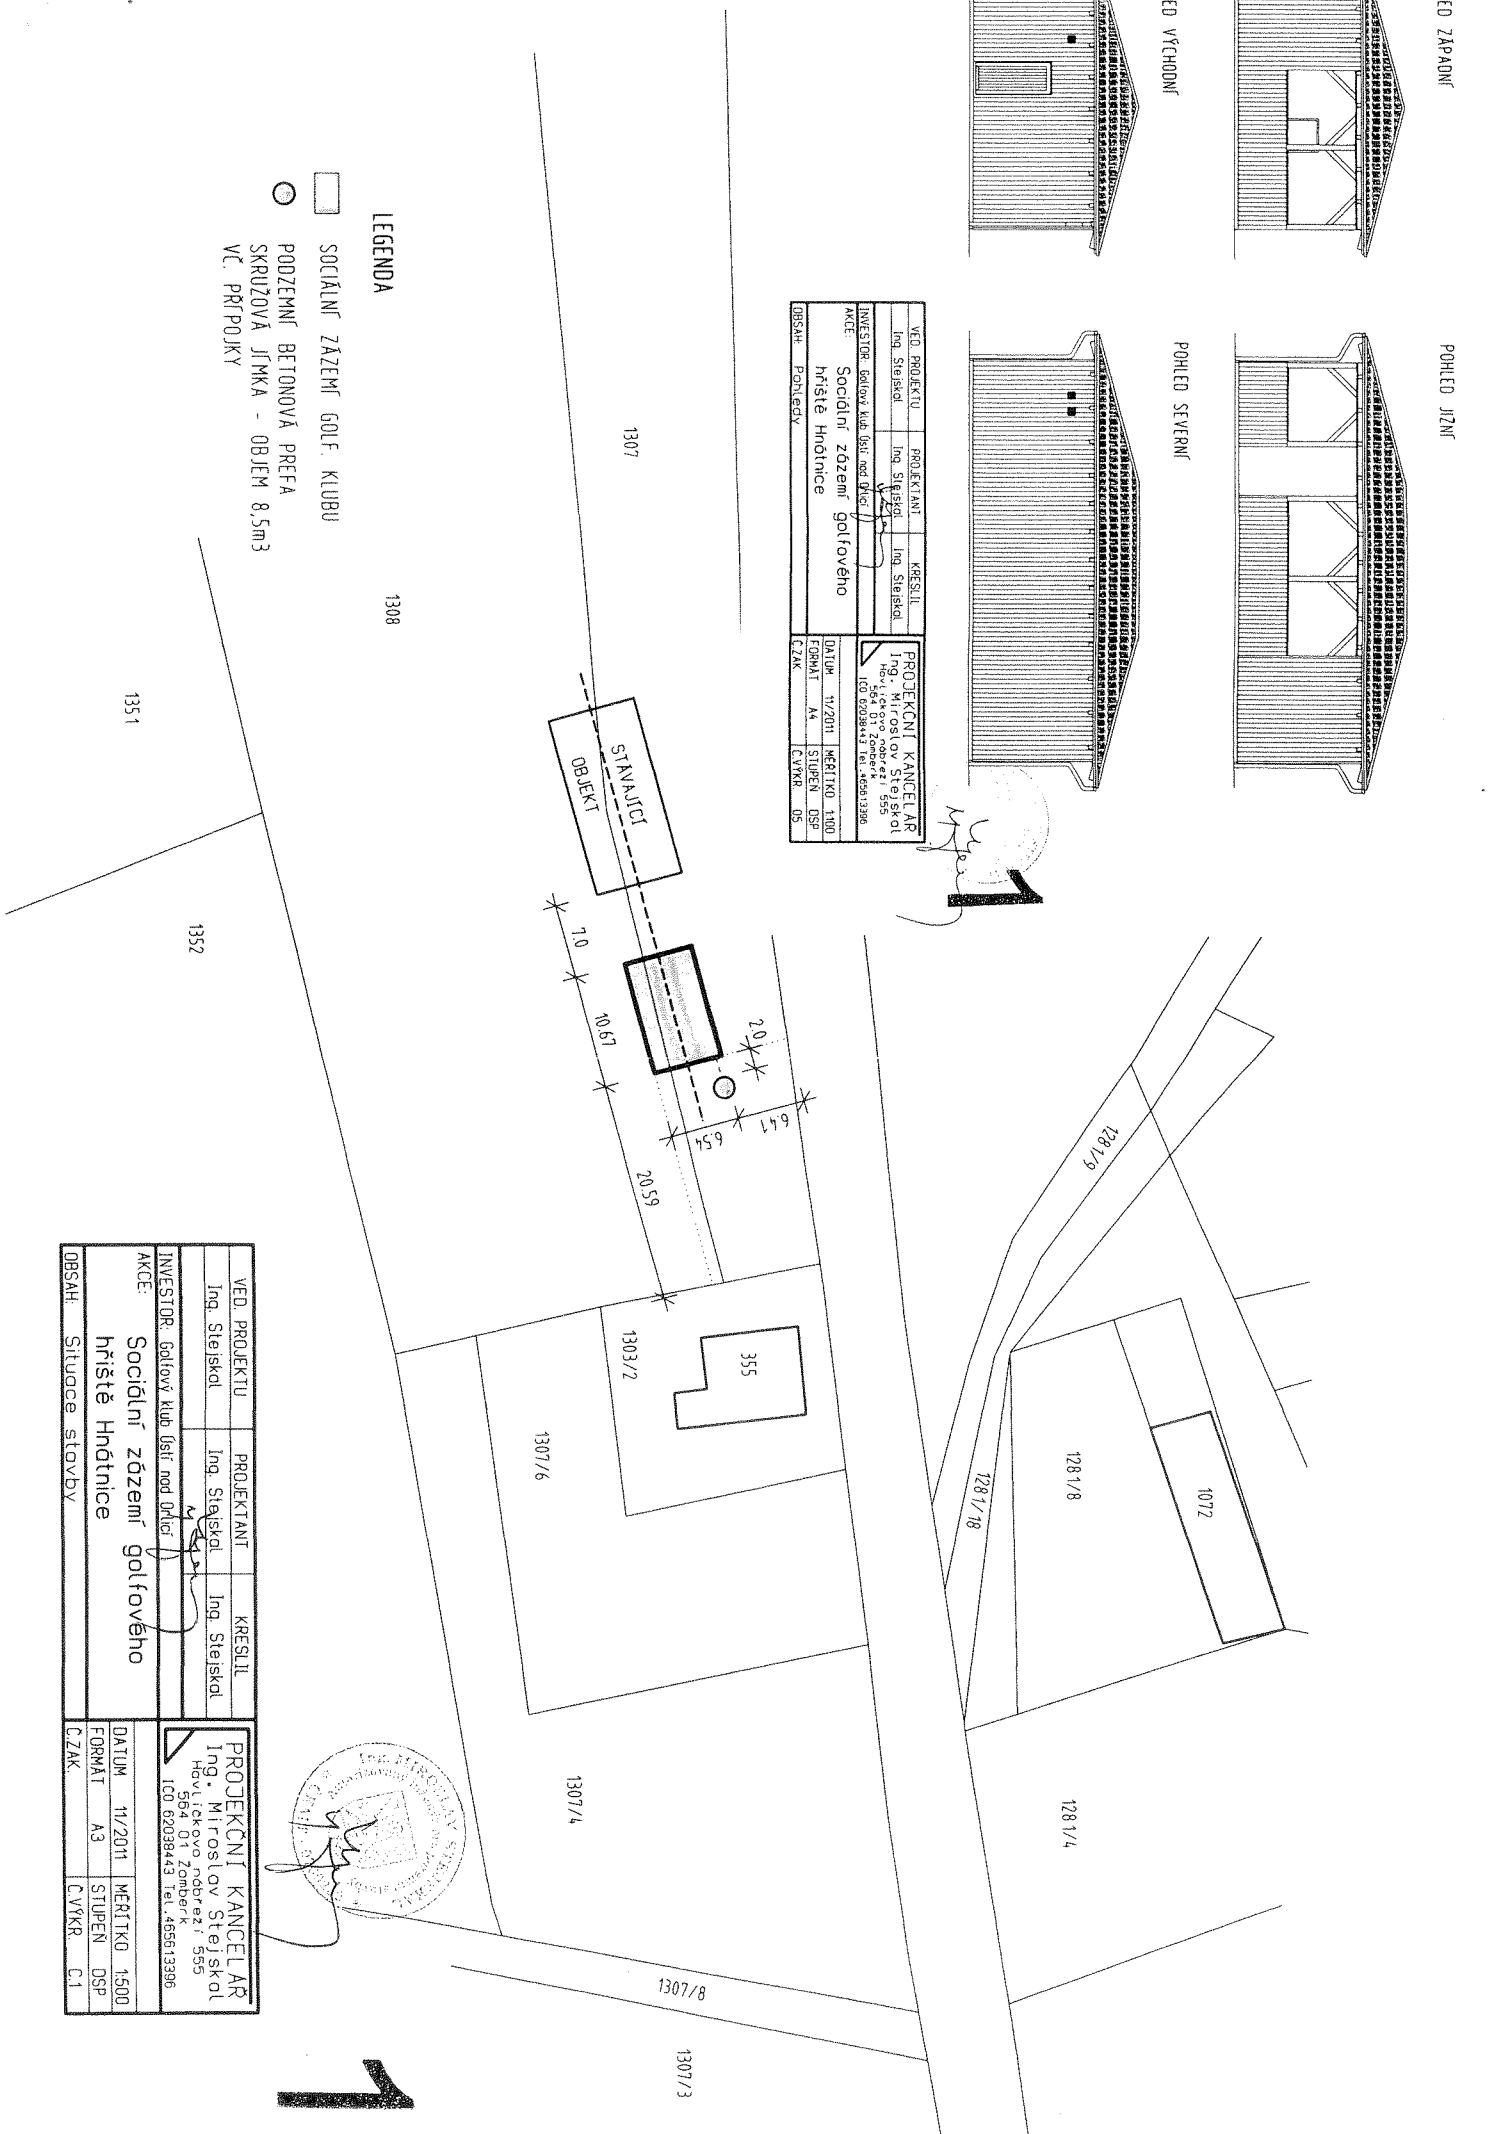 POHLED JIŽNÍ
ED ZÁPADNÍ
POHLED SEVERNÍ
ED VÝCHODNÍ
VED. PROJEKTU
PROJEKTANT
KRESLIL
Ing. Stejskal
Ing. Stejskal
Ing. Stejskal
INVESTOR: Golfový klub Ústí nad Orlicí
AKCE:
Sociální zázemí golfového
hřiště Hnátnice
OBSAH: Pohledy
PROJEKČNÍ KANCELÁŘ
Ing. Miroslav Stejskal
Havlíčkovo nábřeží 555
564 01 Žamberk
IČO 62038443 Tel.465613396
DATUM 11/2011 MĚŘÍTKO 1:100
FORMÁT A4 STUPEŇ DSP
Č.ZAK. Č.VÝKR. 05
1
LEGENDA
SOCIÁLNÍ ZÁZEMÍ GOLF. KLUBU
PODZEMNÍ BETONOVÁ PREFA
SKRUŽOVÁ JÍMKA - OBJEM 8,5m3
VČ. PŘÍPOJKY
1307
1308
1351
1352
STÁVAJÍCÍ
OBJEKT
7.0
10.67
20.59
2.0
6.41
6.54
1281/9
1281/18
1281/8
1072
1281/4
355
1303/2
1307/6
1307/4
1307/8
1307/3
VED. PROJEKTU
PROJEKTANT
KRESLIL
Ing. Stejskal
Ing. Stejskal
Ing. Stejskal
INVESTOR: Golfový klub Ústí nad Orlicí
AKCE:
Sociální zázemí golfového
hřiště Hnátnice
OBSAH: Situace stavby
PROJEKČNÍ KANCELÁŘ
Ing. Miroslav Stejskal
Havlíčkovo nábřeží 555
564 01 Žamberk
IČO 62038443 Tel.465613396
DATUM 11/2011 MĚŘÍTKO 1:500
FORMÁT A3 STUPEŇ DSP
Č.ZAK. Č.VÝKR. C.1
Ing. MIROSLAV STEJSKAL
1